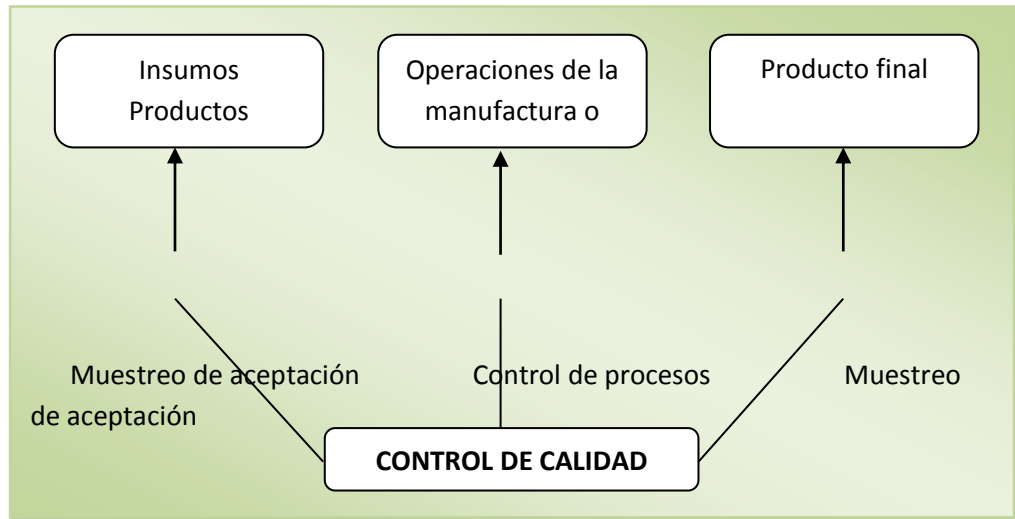 Insumos
Productos
Operaciones de la
manufactura o
Producto final
Muestreo de aceptación
Control de procesos
Muestreo
de aceptación
CONTROL DE CALIDAD